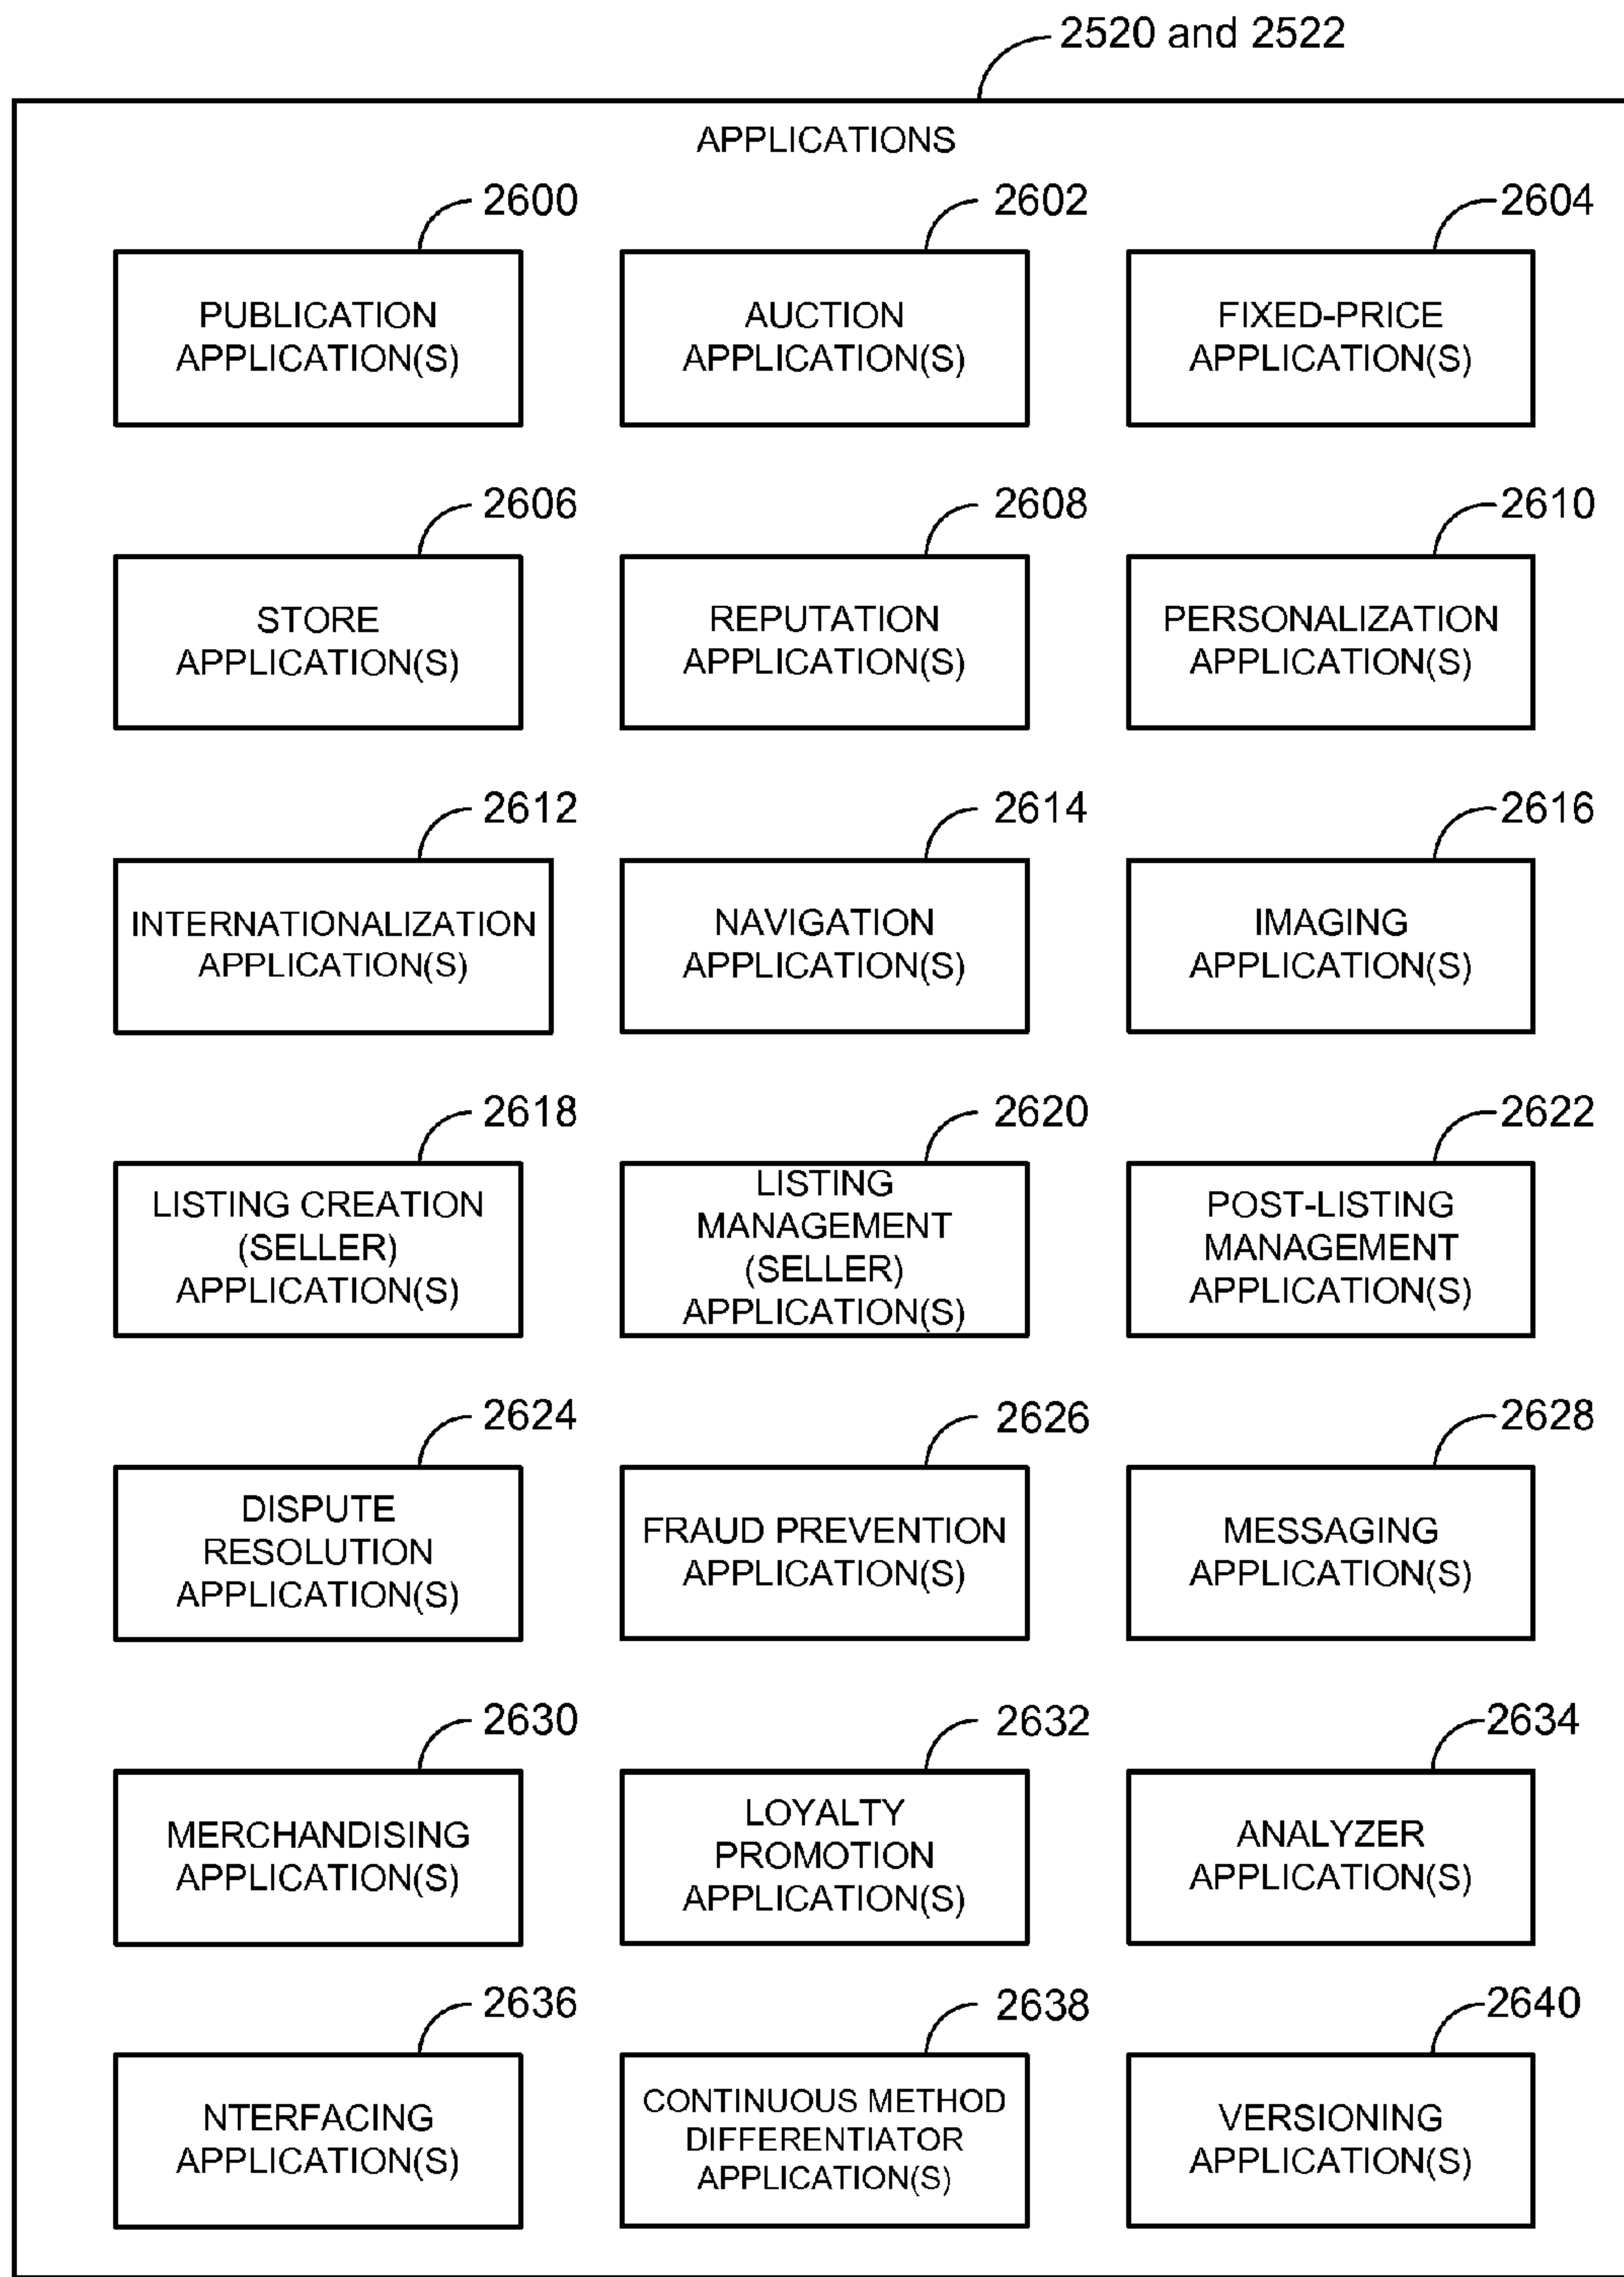 2520 and 2522
APPLICATIONS
2600
2602
2604
PUBLICATION
APPLICATION(S)
AUCTION
APPLICATION(S)
FIXED-PRICE
APPLICATION(S)
2606
2608
2610
STORE
APPLICATION(S)
REPUTATION
APPLICATION(S)
PERSONALIZATION
APPLICATION(S)
2612
2614
2616
INTERNATIONALIZATION
APPLICATION(S)
NAVIGATION
APPLICATION(S)
IMAGING
APPLICATION(S)
2618
2620
2622
LISTING CREATION
(SELLER)
APPLICATION(S)
LISTING
MANAGEMENT
(SELLER)
APPLICATION(S)
POST-LISTING
MANAGEMENT
APPLICATION(S)
2624
2626
2628
DISPUTE
RESOLUTION
APPLICATION(S)
FRAUD PREVENTION
APPLICATION(S)
MESSAGING
APPLICATION(S)
2630
2632
2634
MERCHANDISING
APPLICATION(S)
LOYALTY
PROMOTION
APPLICATION(S)
ANALYZER
APPLICATION(S)
2636
2638
2640
NTERFACING
APPLICATION(S)
CONTINUOUS METHOD
DIFFERENTIATOR
APPLICATION(S)
VERSIONING
APPLICATION(S)